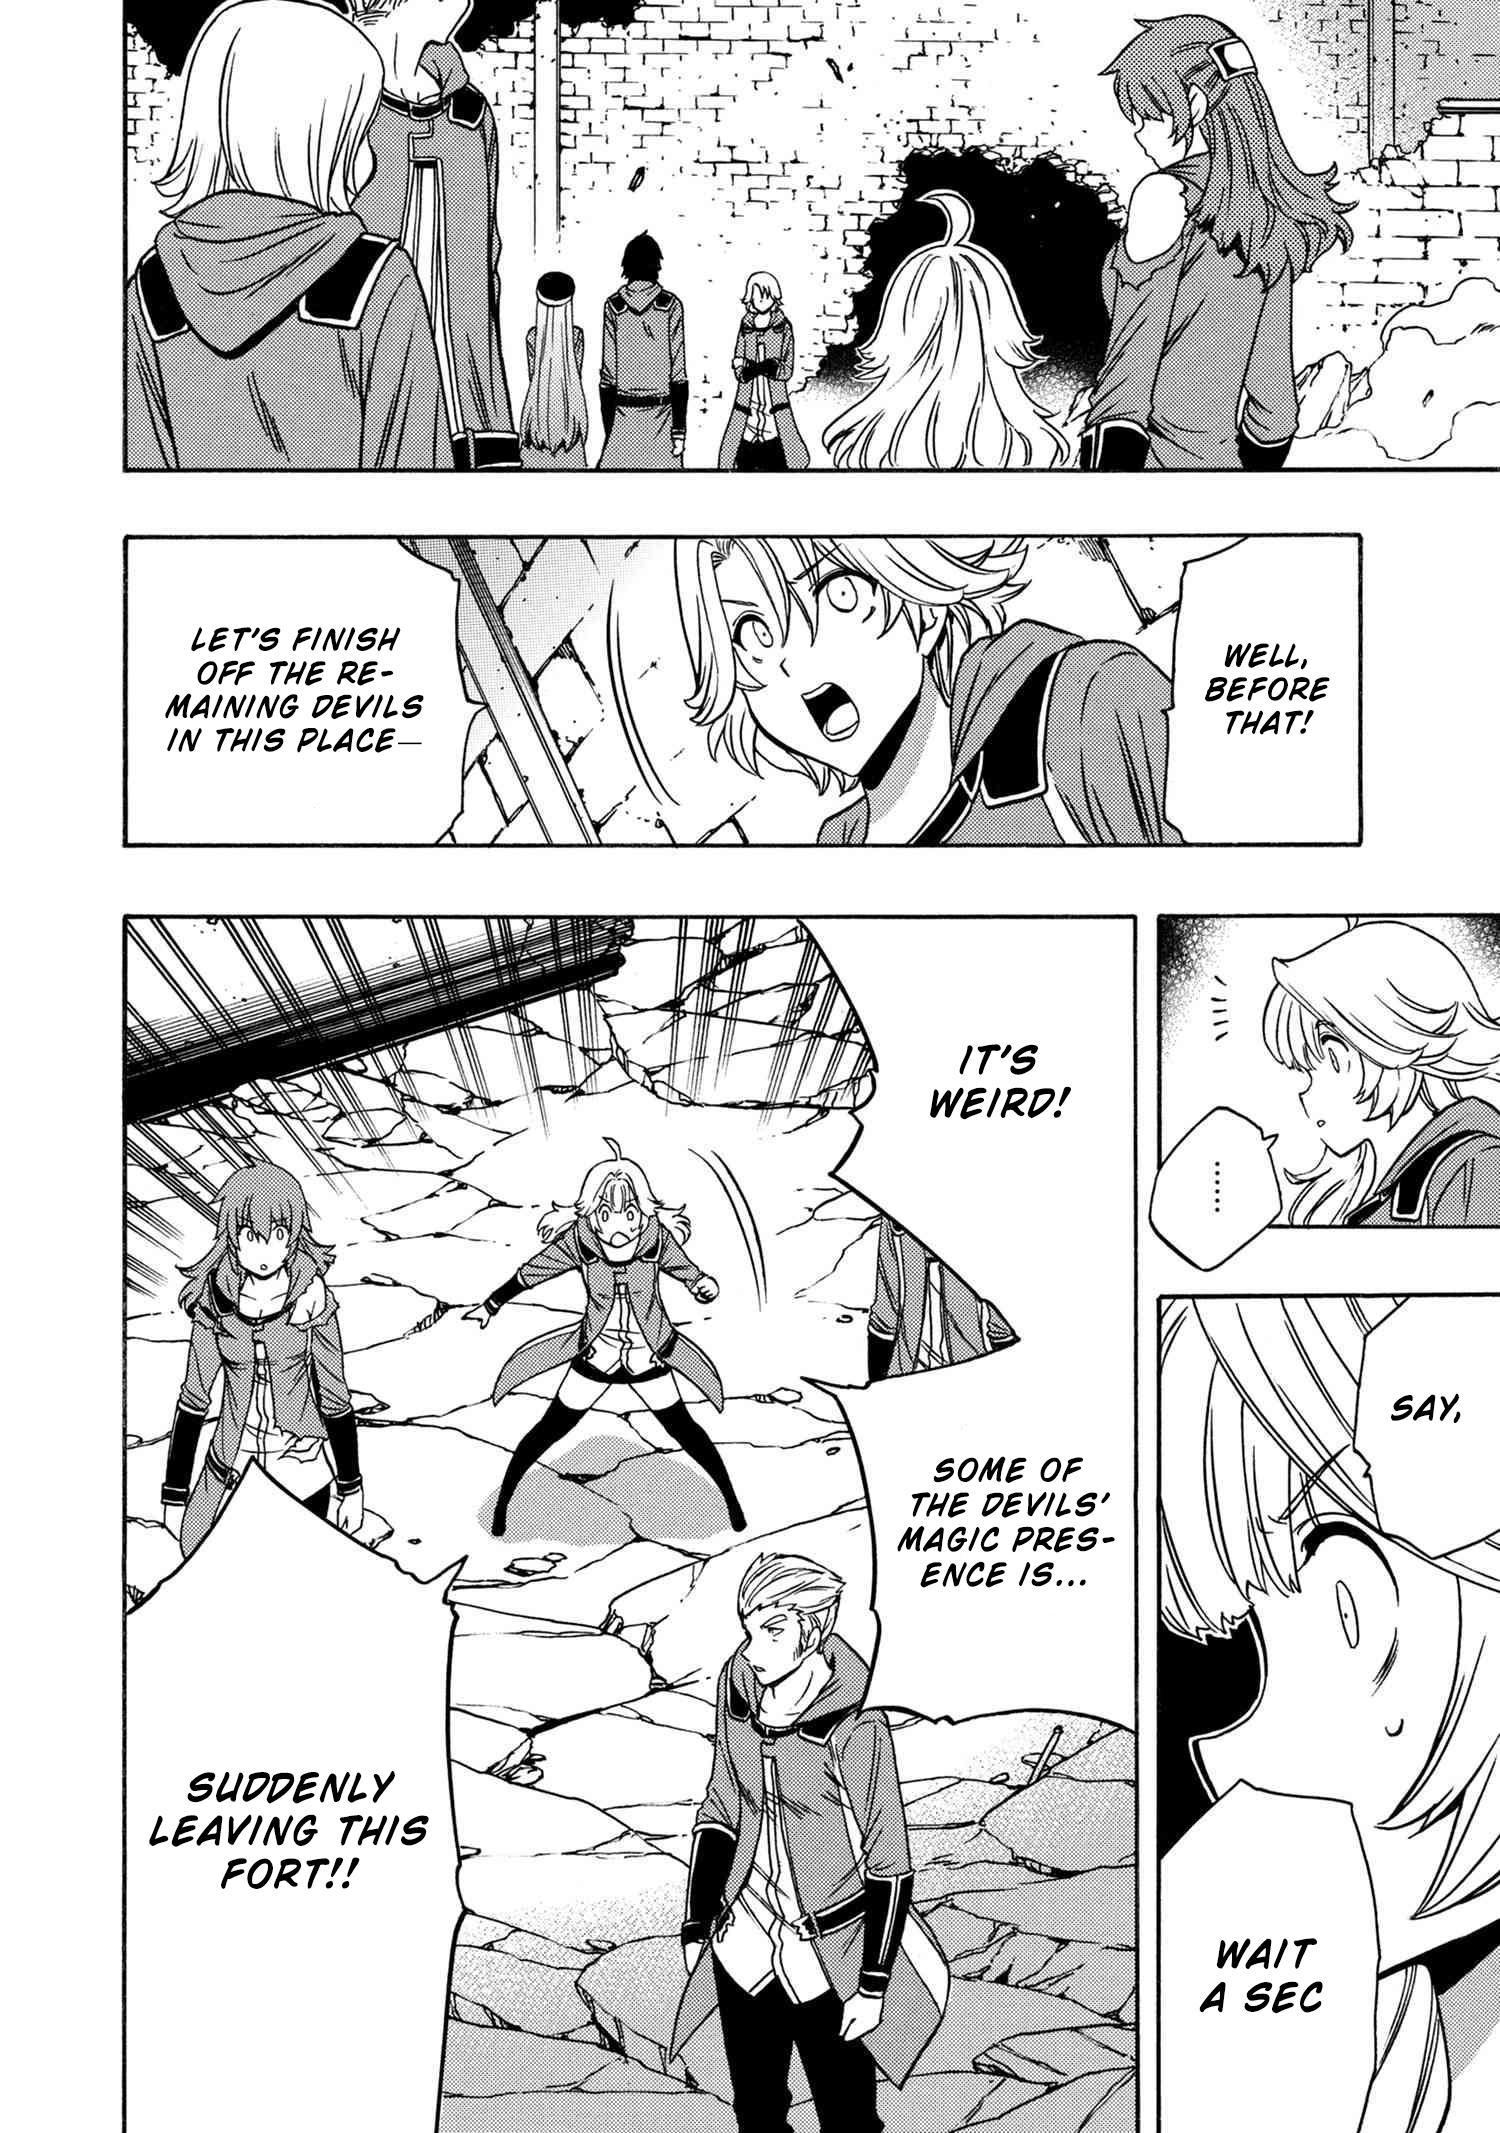 WELL,
BEFORE
THAT!
LET'S FINISH
OFF THE RE-
MAINING DEVILS
IN THIS PLACE—
......
SAY,
WAIT
A SEC
IT'S
WEIRD!
SOME OF
THE DEVILS'
MAGIC PRES-
ENCE IS...
SUDDENLY
LEAVING THIS
FORT!!